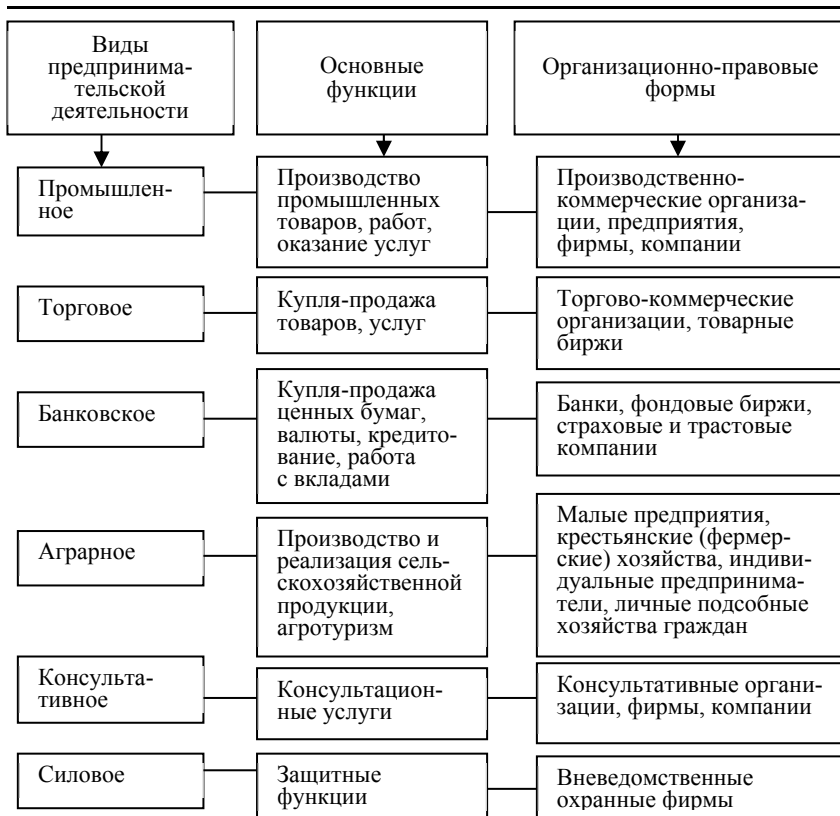 Виды
предпринима-
тельской
деятельности
Основные
функции
Организационно-правовые
формы
Промышлен-
ное
Производство
промышленных
товаров, работ,
оказание услуг
Производственно-
коммерческие организа-
ции, предприятия,
фирмы, компании
Торговое
Купля-продажа
товаров, услуг
Торгово-коммерческие
организации, товарные
биржи
Банковское
Купля-продажа
ценных бумаг,
валюты, кредито-
вание, работа
с вкладами
Банки, фондовые биржи,
страховые и трастовые
компании
Аграрное
Производство и
реализация сель-
скохозяйственной
продукции,
агротуризм
Малые предприятия,
крестьянские (фермер-
ские) хозяйства, индиви-
дуальные предпринима-
тели, личные подсобные
хозяйства граждан
Консульта-
тивное
Консультацион-
ные услуги
Консультативные органи-
зации, фирмы, компании
Силовое
Защитные
функции
Вневедомственные
охранные фирмы